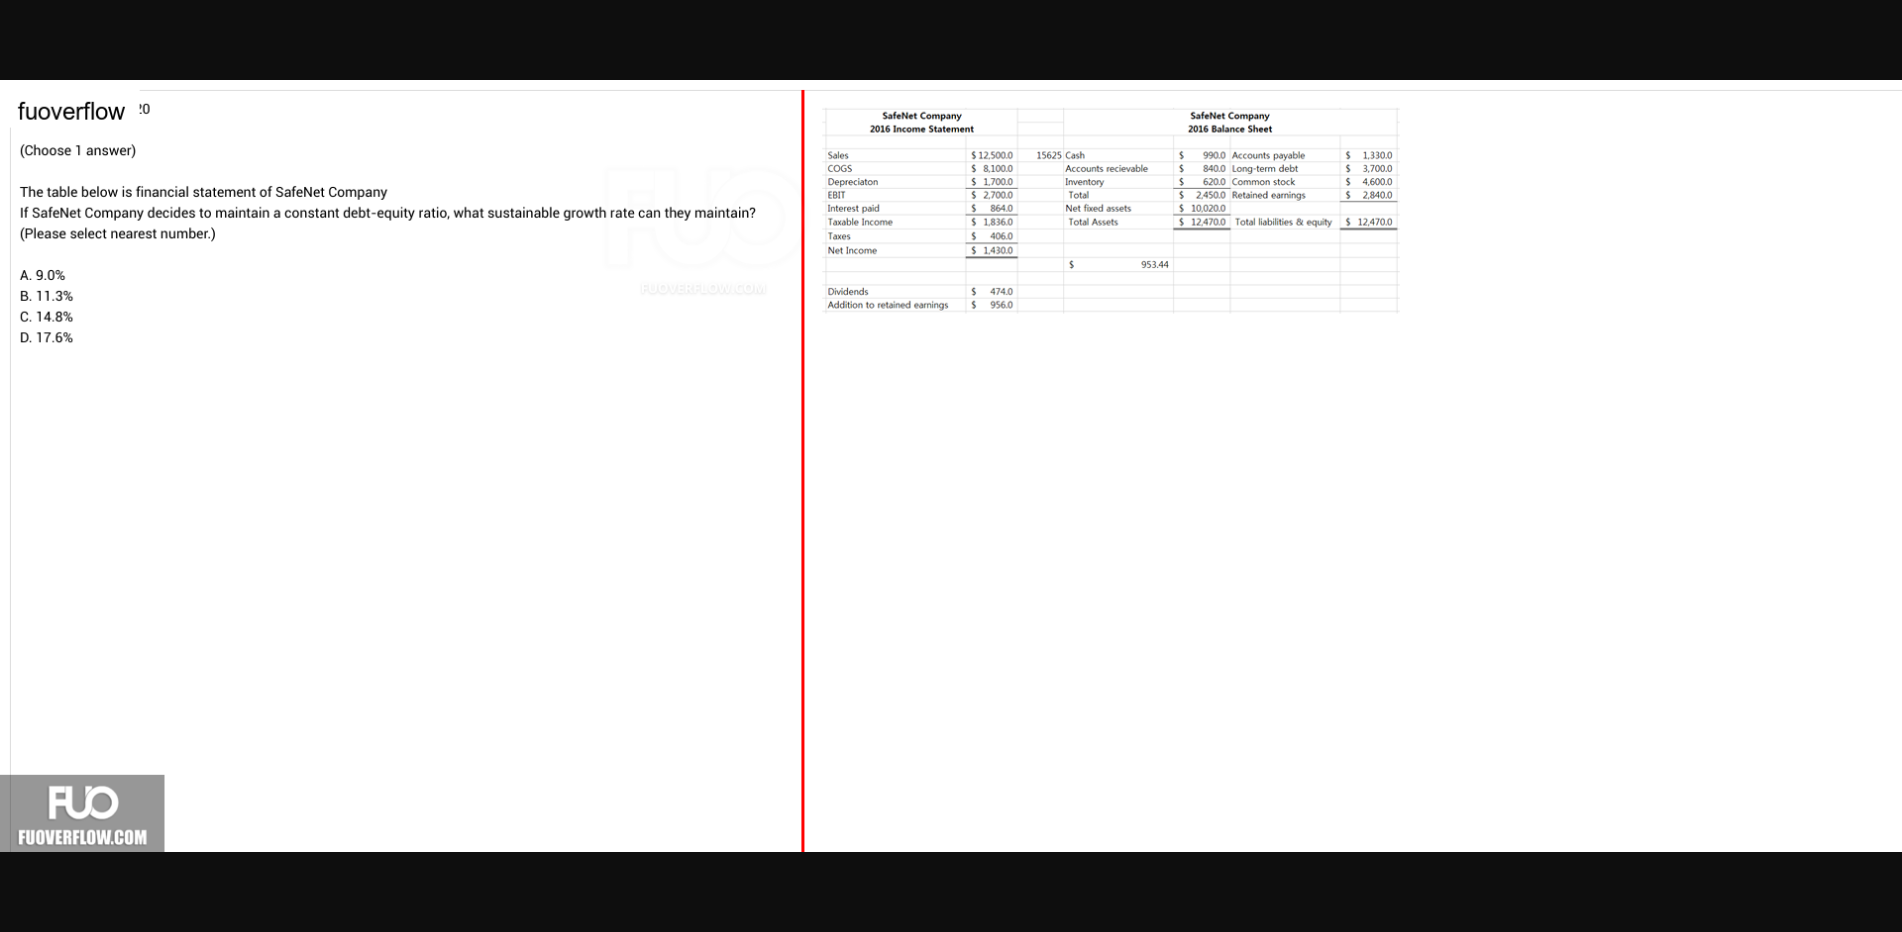 fuoverflow
20
(Choose 1 answer)
The table below is financial statement of SafeNet Company
If SafeNet Company decides to maintain a constant debt-equity ratio, what sustainable growth rate can they maintain?
(Please select nearest number.)
A. 9.0%
B. 11.3%
C. 14.8%
D. 17.6%
FUO
FUOVERFLOW.COM
SafeNet Company SafeNet Company
2016 Income Statement 2016 Balance Sheet
Sales $ 12,500.0 15625 Cash $ 990.0 Accounts payable $ 1,330.0
COGS $ 8,100.0 Accounts recievable $ 840.0 Long-term debt $ 3,700.0
Depreciaton $ 1,700.0 Inventory $ 620.0 Common stock $ 4,600.0
EBIT $ 2,700.0 Total $ 2,450.0 Retained earnings $ 2,840.0
Interest paid $ 864.0 Net fixed assets $ 10,020.0
Taxable Income $ 1,836.0 Total Assets $ 12,470.0 Total liabilities & equity $ 12,470.0
Taxes $ 406.0
Net Income $ 1,430.0
$ 953.44
Dividends $ 474.0
Addition to retained earnings $ 956.0
FUO
FUOVERFLOW.COM